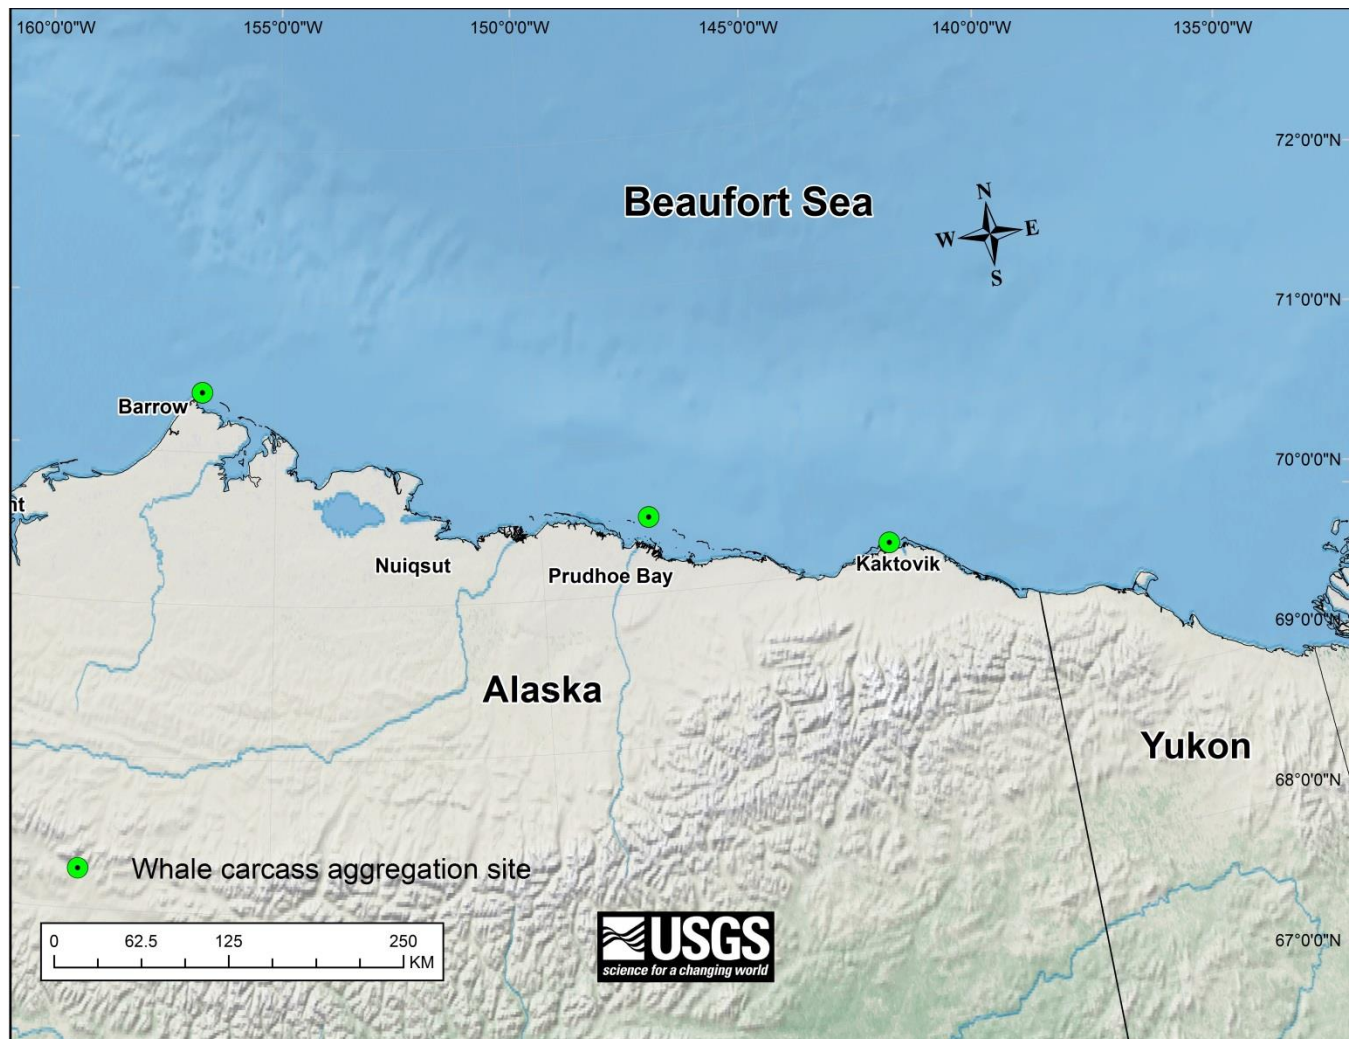 160°0'0"W
155°0'0"W
150°0'0"W
145°0'0"W
140°0'0"W
135°0'0"W
72°0'0"N
Beaufort Sea
N
W
E
S
71°0'0"N
Barrow
70°0'0"N
nt
Nuiqsut
Prudhoe Bay
Kaktovik
69°0'0"N
Alaska
Yukon
68°0'0"N
Whale carcass aggregation site
0 62.5 125 250
KM
USGS
science for a changing world
67°0'0"N